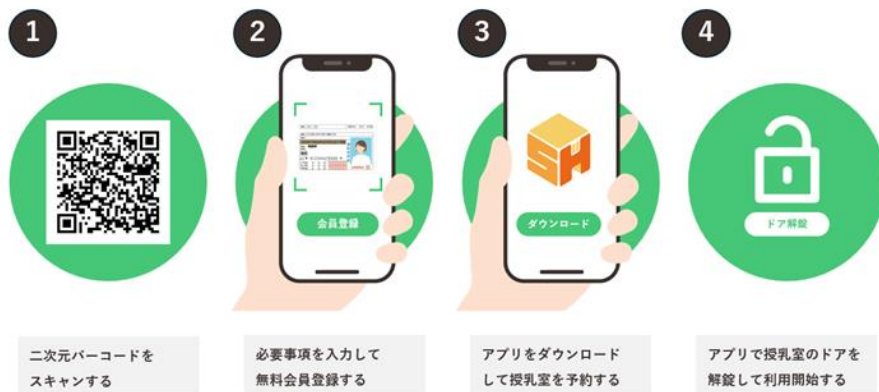 1
二次元バーコードを
スキャンする
2
会員登録
必要事項を入力して
無料会員登録する
3
SH
ダウンロード
アプリをダウンロード
して授乳室を予約する
4
ドア解錠
アプリで授乳室のドアを
解錠して利用開始する